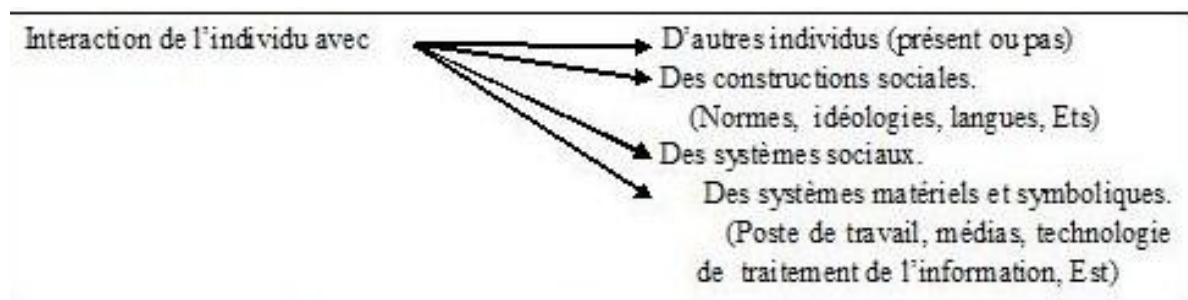 Interaction de l'individu avec D'autres individus (présent ou pas)
Des constructions sociales.
(Normes, idéologies, langues, Ets)
Des systèmes sociaux.
Des systèmes matériels et symboliques.
(Poste de travail, médias, technologie
de traitement de l'information, Est)